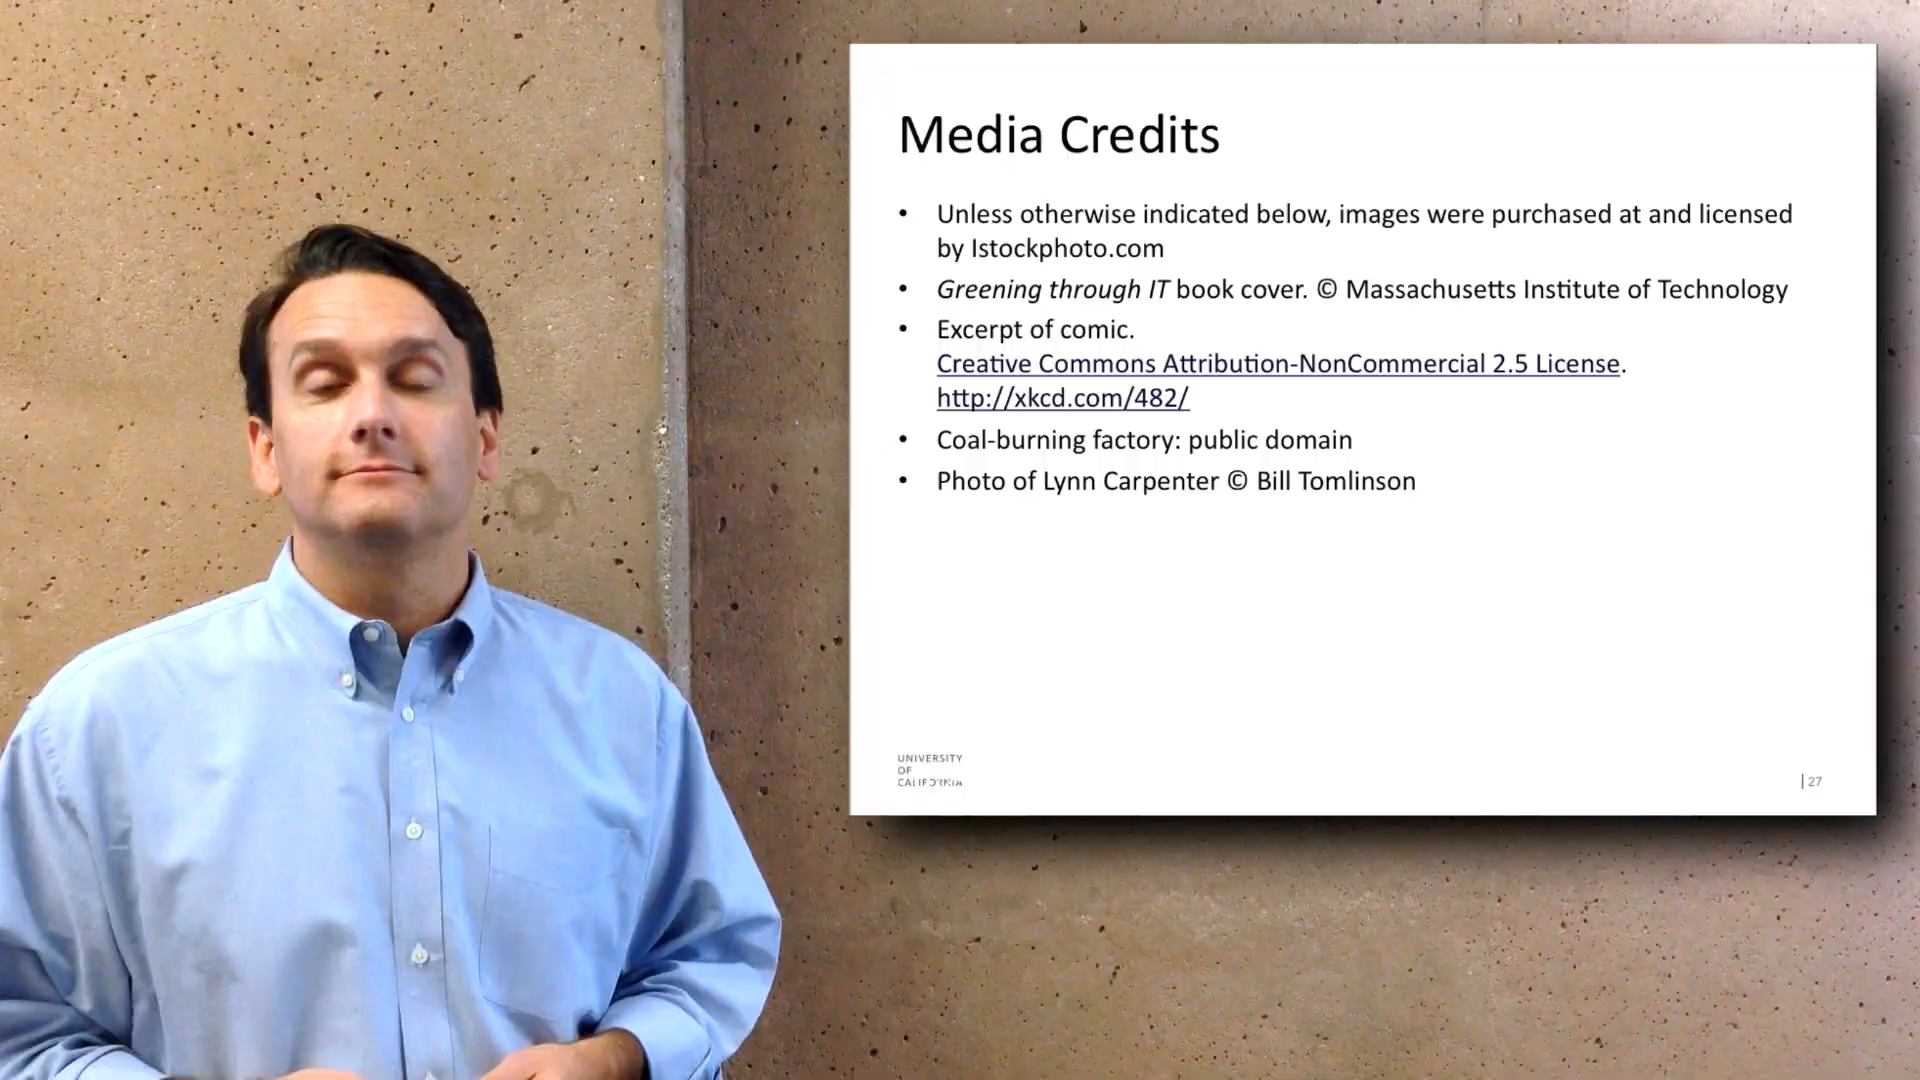 Media Credits
• Unless otherwise indicated below, images were purchased at and licensed
by Istockphoto.com
• Greening through IT book cover. © Massachusetts Institute of Technology
• Excerpt of comic.
Creative Commons Attribution-NonCommercial 2.5 License.
http://xkcd.com/482/
• Coal-burning factory: public domain
• Photo of Lynn Carpenter © Bill Tomlinson
UNIVERSITY
OF
CALIFORNIA
| 27